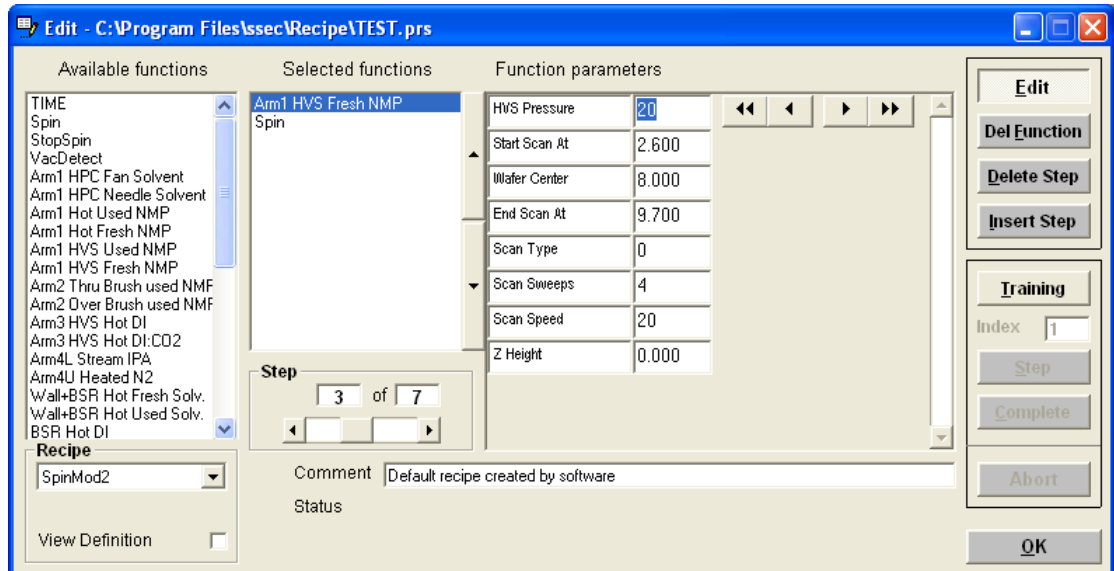 Edit - C:\Program Files\ssec\Recipe\TEST.prs
Available functions
TIME
Spin
StopSpin
VacDetect
Arm1 HPC Fan Solvent
Arm1 HPC Needle Solvent
Arm1 Hot Used NMP
Arm1 Hot Fresh NMP
Arm1 HVS Used NMP
Arm1 HVS Fresh NMP
Arm2 Thru Brush used NMP
Arm2 Over Brush used NMP
Arm3 HVS Hot DI
Arm3 HVS Hot DI:CO2
Arm4L Stream IPA
Arm4U Heated N2
Wall+BSR Hot Fresh Solv.
Wall+BSR Hot Used Solv.
BSR Hot DI
Recipe
SpinMod2
View Definition
Selected functions
Arm1 HVS Fresh NMP
Spin
Step
3 of 7
Function parameters
HVS Pressure 20
Start Scan At 2.600
Wafer Center 8.000
End Scan At 9.700
Scan Type 0
Scan Sweeps 4
Scan Speed 20
Z Height 0.000
Comment Default recipe created by software
Status
Edit
Del Function
Delete Step
Insert Step
Training
Index 1
Step
Complete
Abort
OK